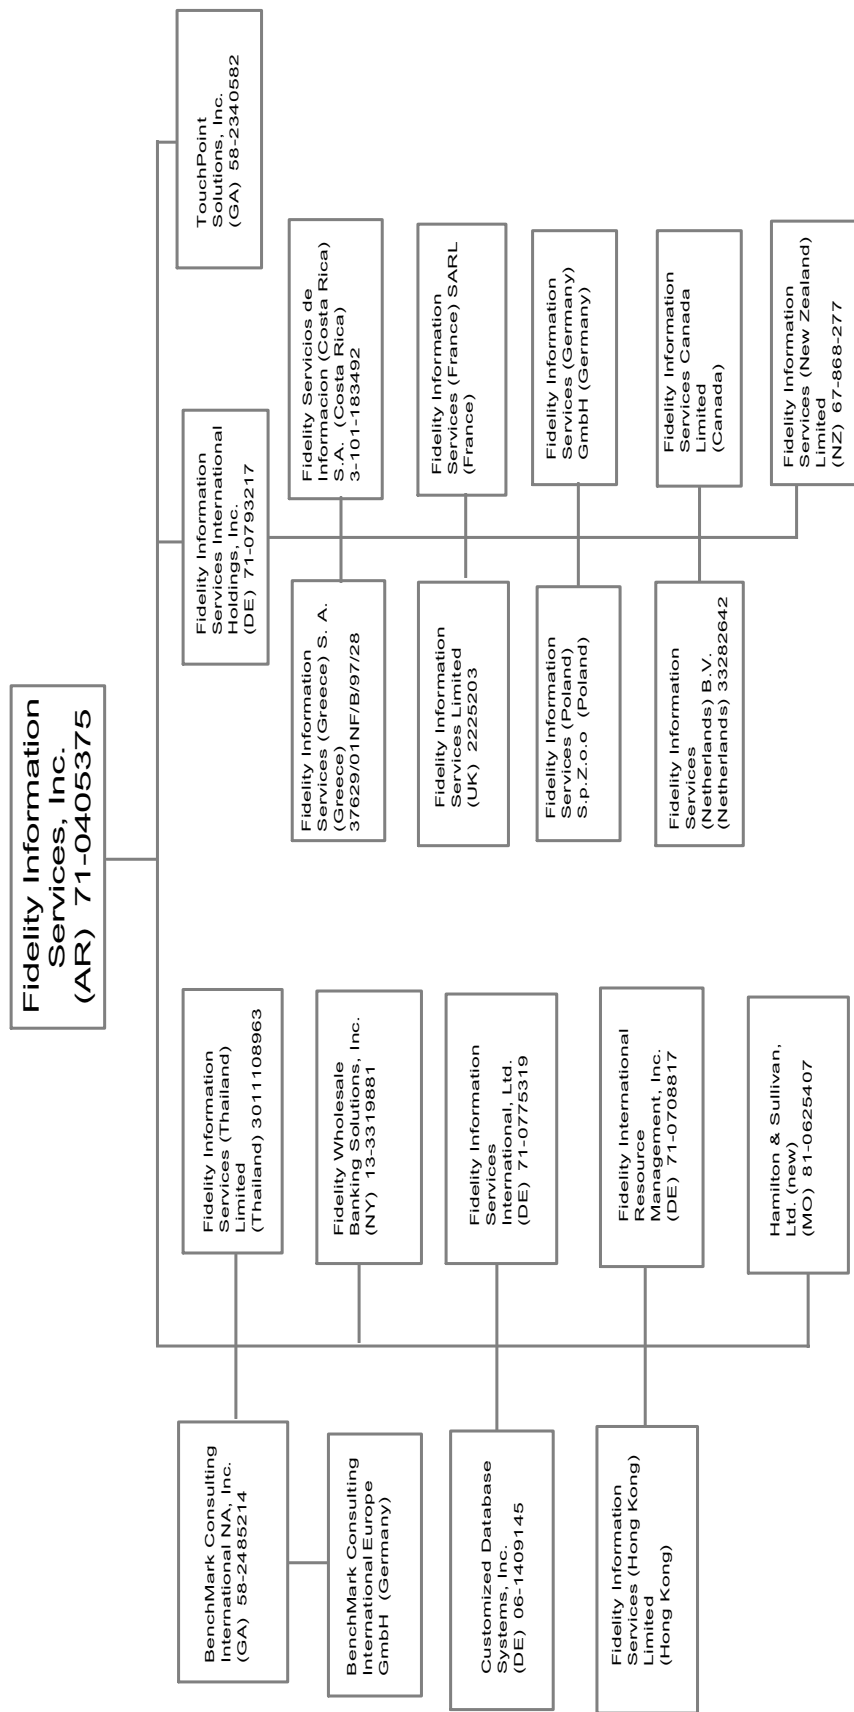 Fidelity Information
Services, Inc.
(AR) 71-0405375
BenchMark Consulting
International NA, Inc.
(GA) 58-2485214
Fidelity Information
Services (Thailand)
Limited
(Thailand) 3011108963
Fidelity Information
Services International
Holdings, Inc.
(DE) 71-0793217
TouchPoint
Solutions, Inc.
(GA) 58-2340582
BenchMark Consulting
International Europe
GmbH (Germany)
Fidelity Wholesale
Banking Solutions, Inc.
(NY) 13-3319881
Fidelity Information
Services (Greece) S. A.
(Greece)
37629/01NF/B/97/28
Fidelity Servicios de
Informacion (Costa Rica)
S.A. (Costa Rica)
3-101-183492
Customized Database
Systems, Inc.
(DE) 06-1409145
Fidelity Information
Services
International, Ltd.
(DE) 71-0775319
Fidelity Information
Services Limited
(UK) 2225203
Fidelity Information
Services (France) SARL
(France)
Fidelity Information
Services (Hong Kong)
Limited
(Hong Kong)
Fidelity International
Resource
Management, Inc.
(DE) 71-0708817
Fidelity Information
Services (Poland)
S.p.Z.o.o (Poland)
Fidelity Information
Services (Germany)
GmbH (Germany)
Hamilton & Sullivan,
Ltd. (new)
(MO) 81-0625407
Fidelity Information
Services
(Netherlands) B.V.
(Netherlands) 33282642
Fidelity Information
Services Canada
Limited
(Canada)
Fidelity Information
Services (New Zealand)
Limited
(NZ) 67-868-277